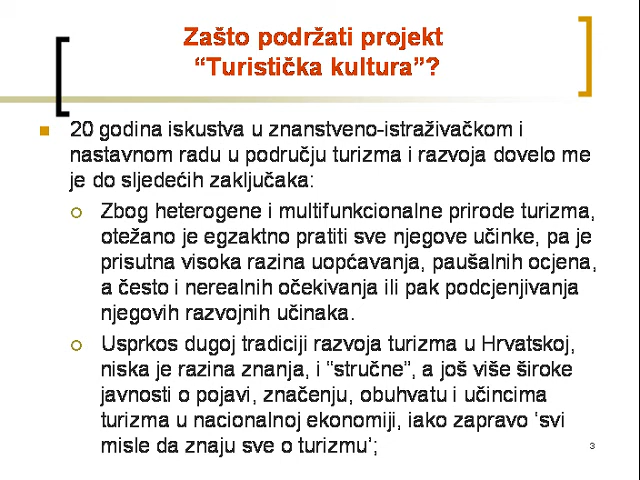 Zašto podržati projekt
“Turistička kultura”?
20 godina iskustva u znanstveno-istraživačkom i
nastavnom radu u području turizma i razvoja dovelo me
je do sljedećih zaključaka:
Zbog heterogene i multifunkcionalne prirode turizma,
otežano je egzaktno pratiti sve njegove učinke, pa je
prisutna visoka razina uopćavanja, paušalnih ocjena,
a često i nerealnih očekivanja ili pak podcjenjivanja
njegovih razvojnih učinaka.
Usprkos dugoj tradiciji razvoja turizma u Hrvatskoj,
niska je razina znanja, i “stručne”, a još više široke
javnosti o pojavi, značenju, obuhvatu i učincima
turizma u nacionalnoj ekonomiji, iako zapravo ‘svi
misle da znaju sve o turizmu’;
3